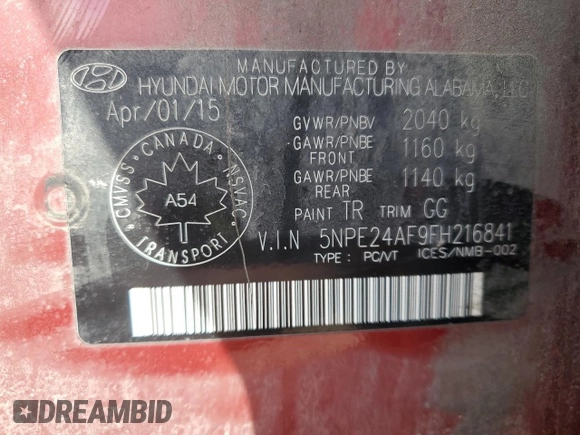 MANUFACTURED BY
HYUNDAI MOTOR MANUFACTURING ALABAMA, LLC
Apr/01/15
GVWR/PNBV 2040 kg
GAWR/PNBE FRONT 1160 kg
GAWR/PNBE REAR 1140 kg
PAINT TR TRIM GG
CMVSS · CANADA · NSVAC
A54
TRANSPORT
V.I.N 5NPE24AF9FH216841
TYPE : PC/VT ICES/NMB-002
DREAMBID